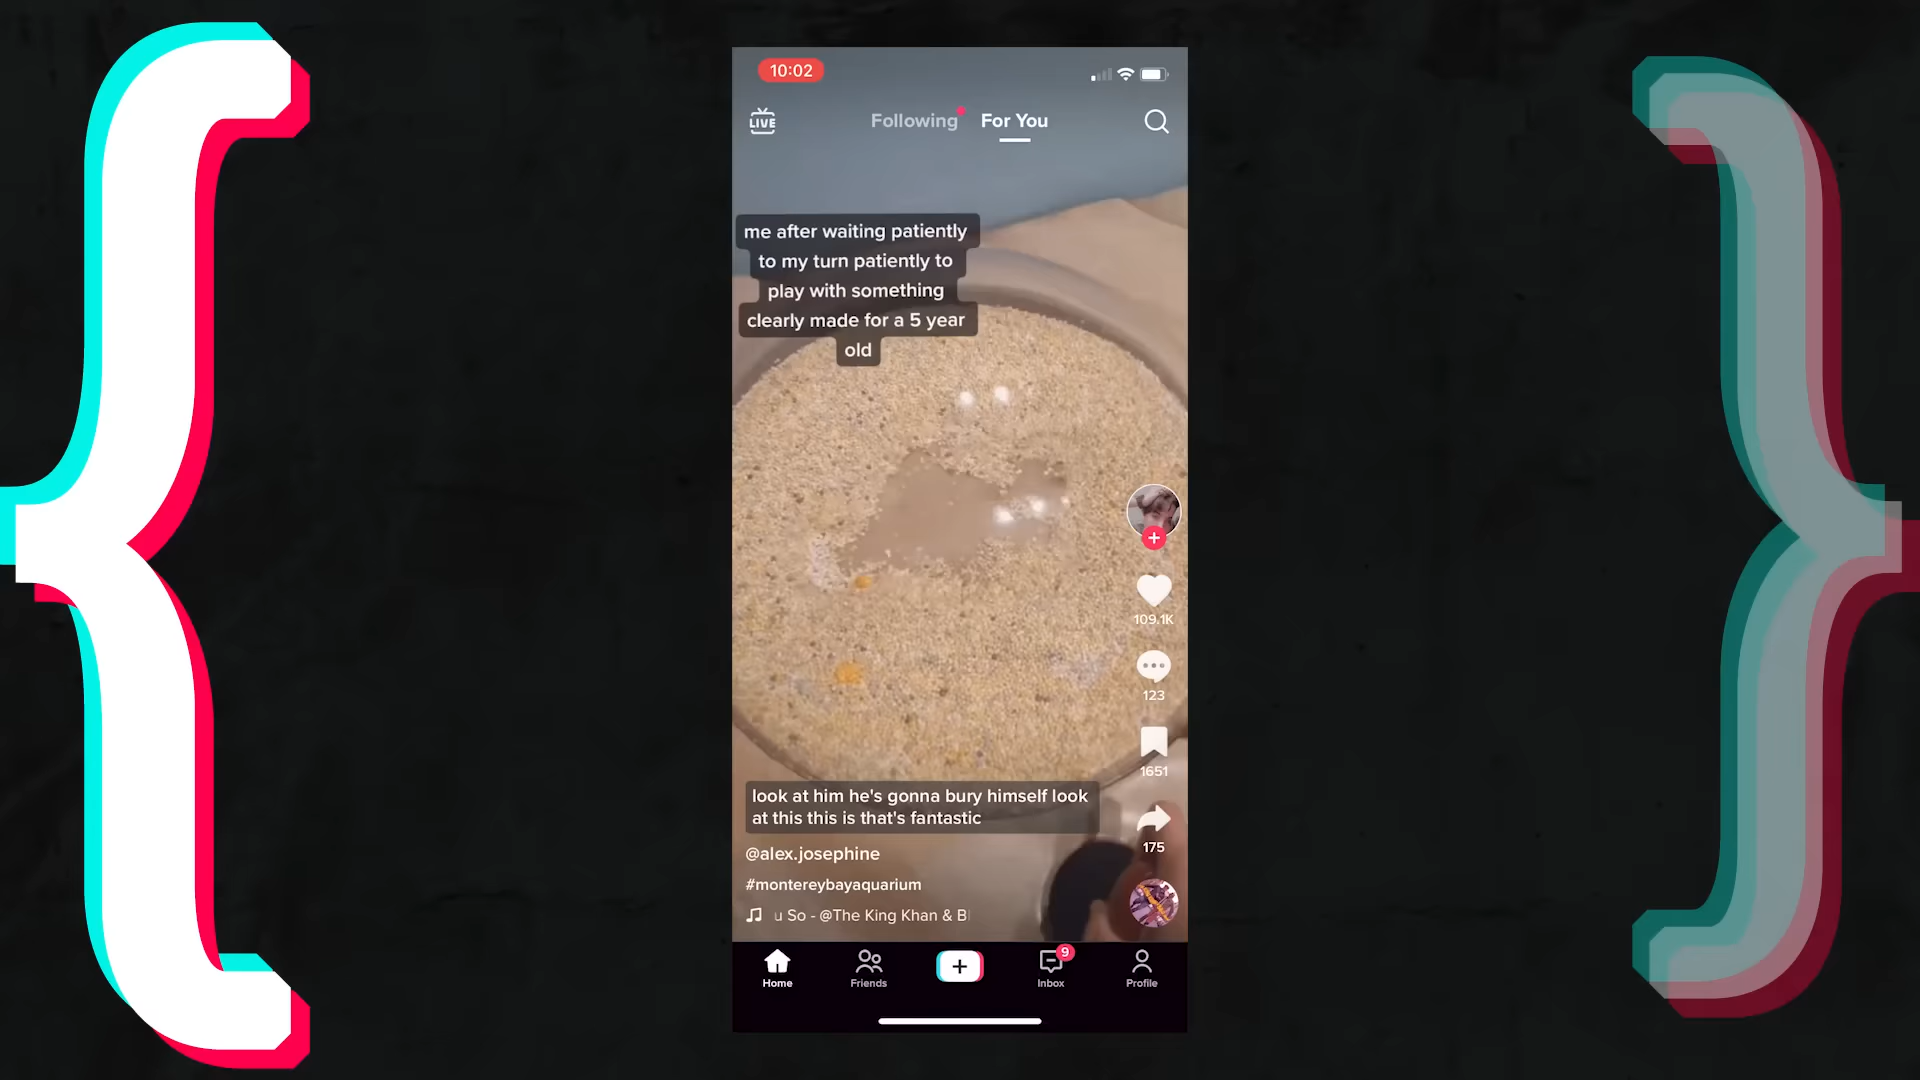 10:02
LIVE
Following
For You
me after waiting patiently
to my turn patiently to
play with something
clearly made for a 5 year
old
109.1K
123
1651
look at him he's gonna bury himself look
at this this is that's fantastic
175
@alex.josephine
#montereybayaquarium
u So - @The King Khan & B
Home
Friends
9
Inbox
Profile